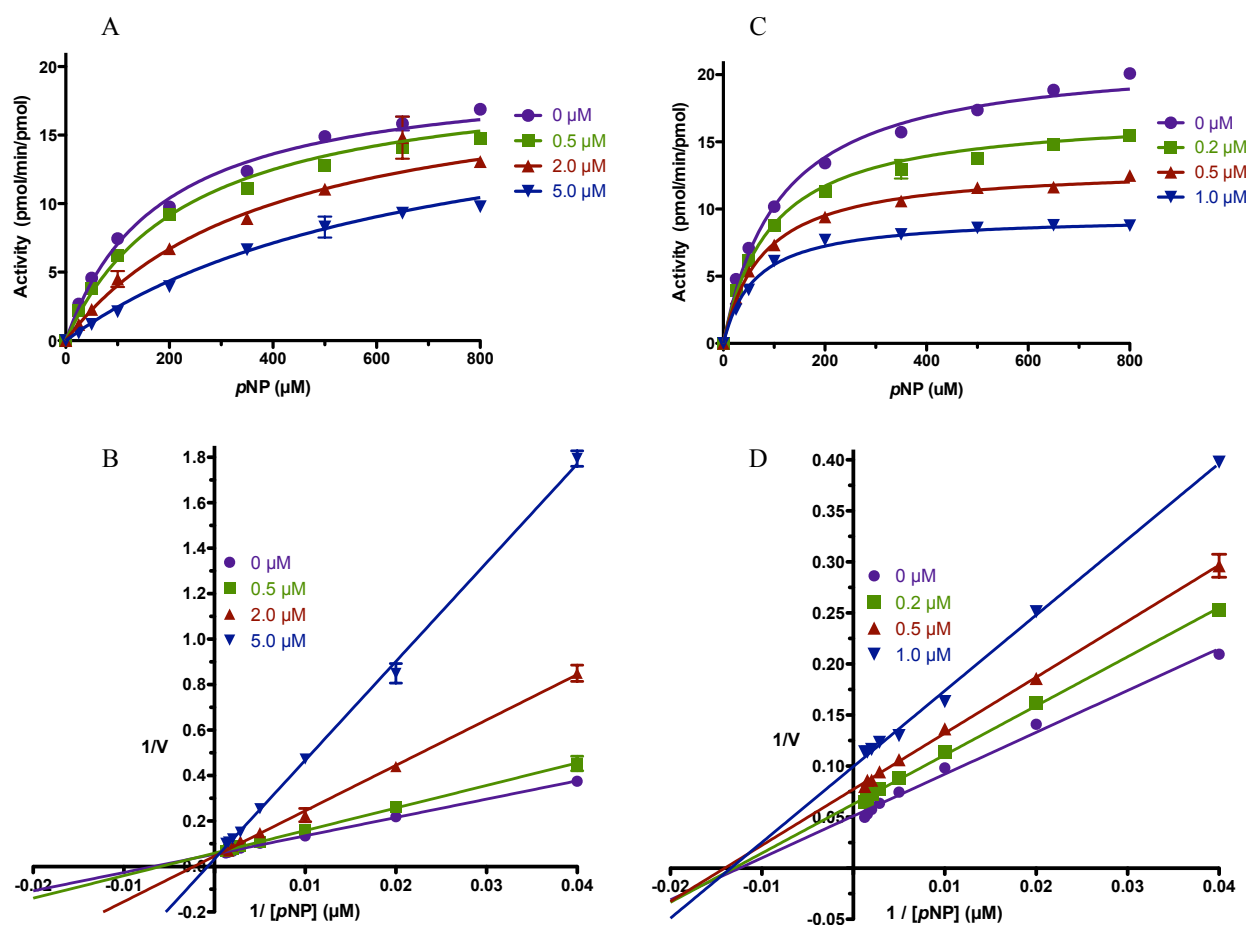 A
20
15
10
5
0
Activity (pmol/min/pmol)
0 200 400 600 800
pNP (µM)
0 µM
0.5 µM
2.0 µM
5.0 µM
C
20
15
10
5
0
Activity (pmol/min/pmol)
0 200 400 600 800
pNP (uM)
0 µM
0.2 µM
0.5 µM
1.0 µM
B
1.8
1.6
1.4
1.2
1.0
0.8
0.6
0.4
0.2
0.0
-0.2
1/V
-0.02 -0.01 0.01 0.02 0.03 0.04
1/ [pNP] (µM)
0 µM
0.5 µM
2.0 µM
5.0 µM
D
0.40
0.35
0.30
0.25
0.20
0.15
0.10
0.05
-0.05
1/V
-0.02 -0.01 0.01 0.02 0.03 0.04
1 / [pNP] (µM)
0 µM
0.2 µM
0.5 µM
1.0 µM